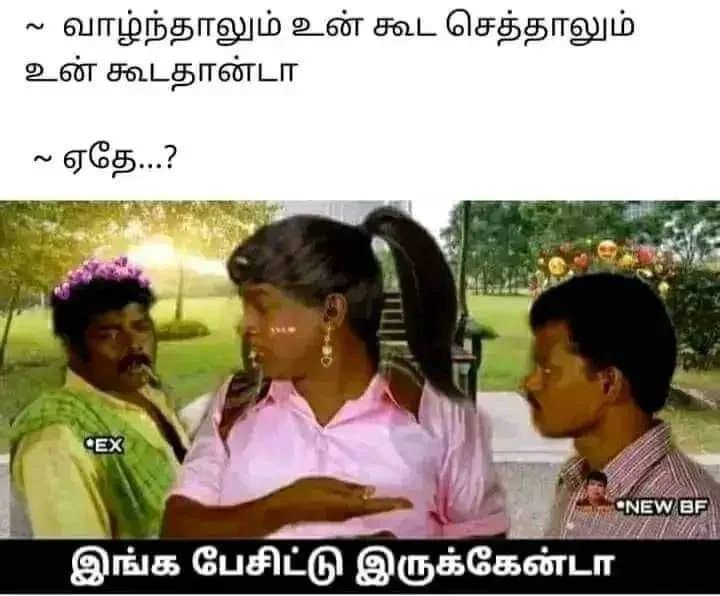 ~ வாழ்ந்தாலும் உன் கூட செத்தாலும்
உன் கூடதான்டா
~ ஏதே...?
*EX
*NEW BF
இங்க பேசிட்டு இருக்கேன்டா